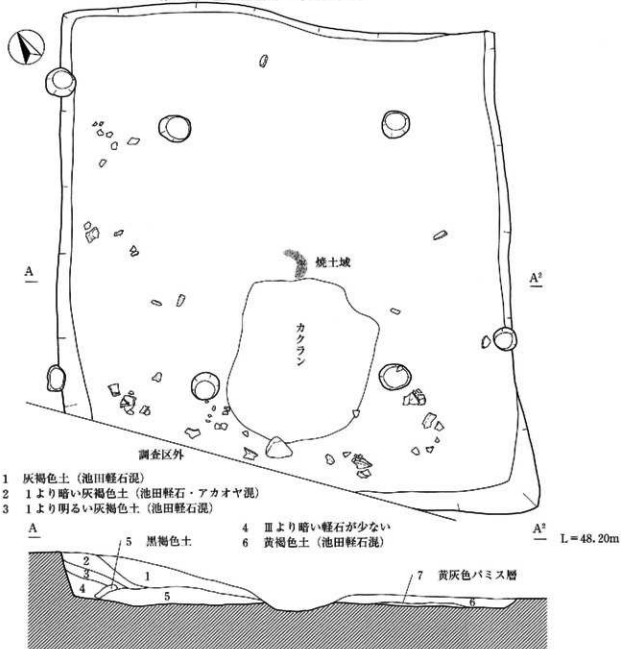 焼土域
A
A²
カクラン
調査区外
1 灰褐色土（池田軽石混）
2 1より暗い灰褐色土（池田軽石・アカオヤ混）
3 1より明るい灰褐色土（池田軽石混）
4 Ⅲより暗い軽石が少ない
A
5 黒褐色土
6 黄褐色土（池田軽石混）
A²
L=48.20m
7 黄灰色パミス層
2
3
4
1
5
6